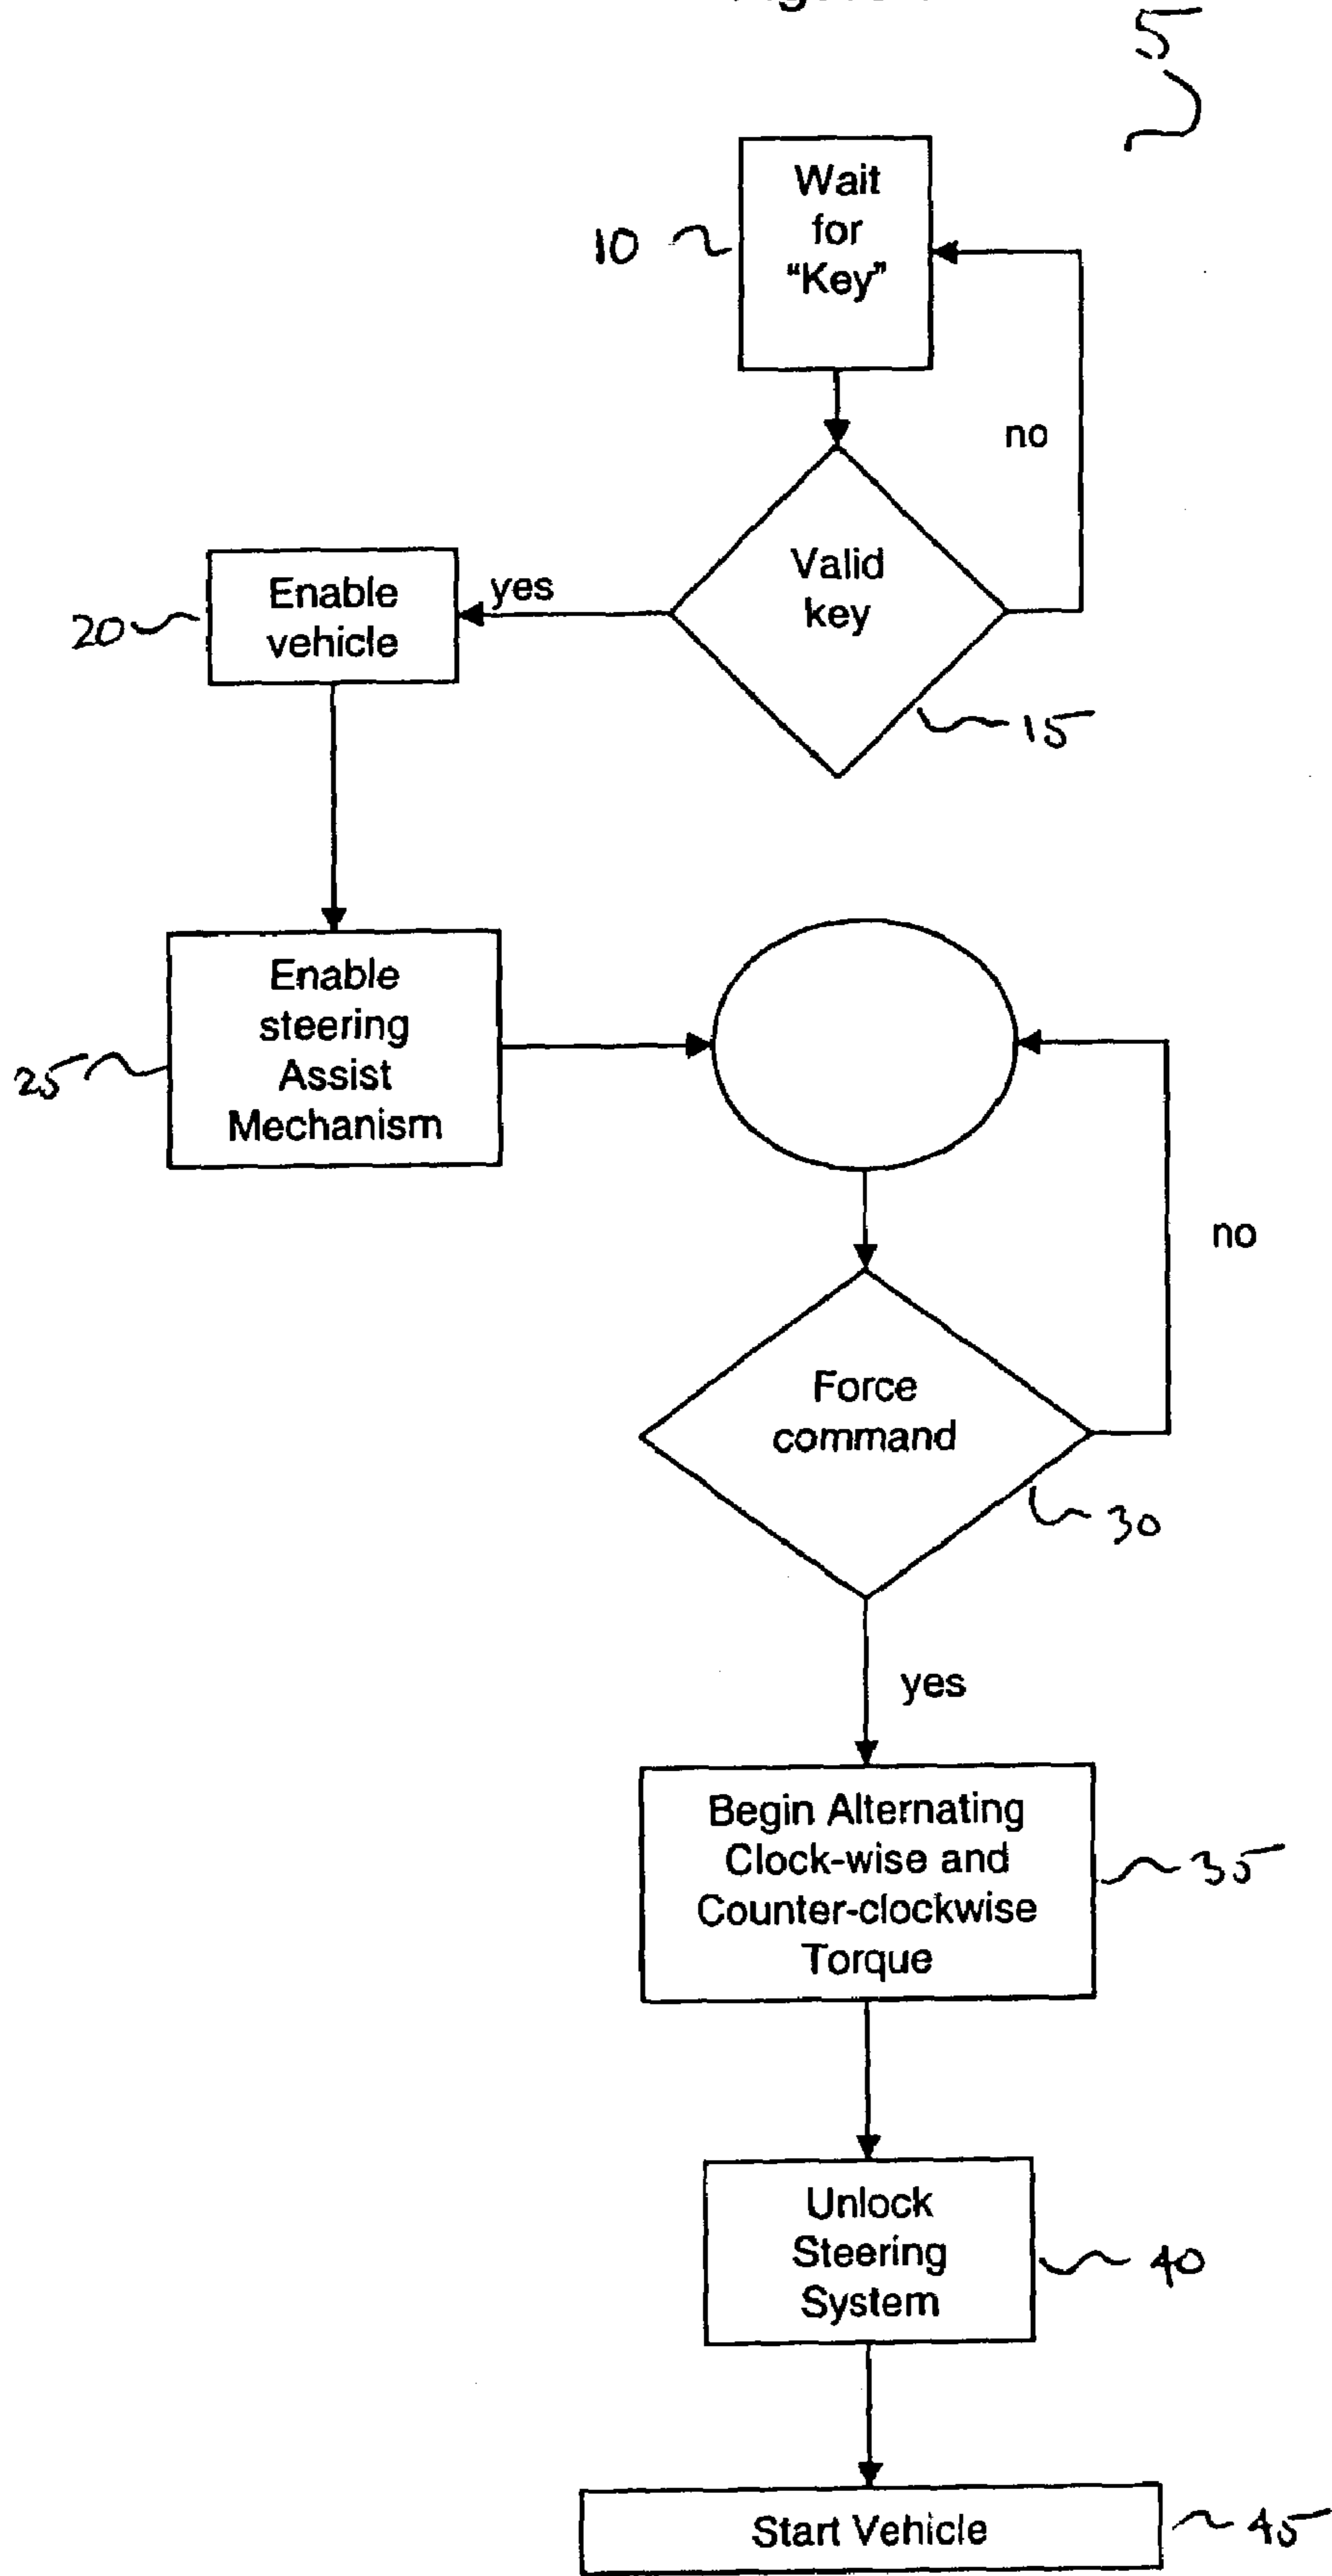 5
Wait
for
“Key”
10
no
Valid
key
15
yes
Enable
vehicle
20
Enable
steering
Assist
Mechanism
25
no
Force
command
30
yes
Begin Alternating
Clock-wise and
Counter-clockwise
Torque
35
Unlock
Steering
System
40
Start Vehicle
45